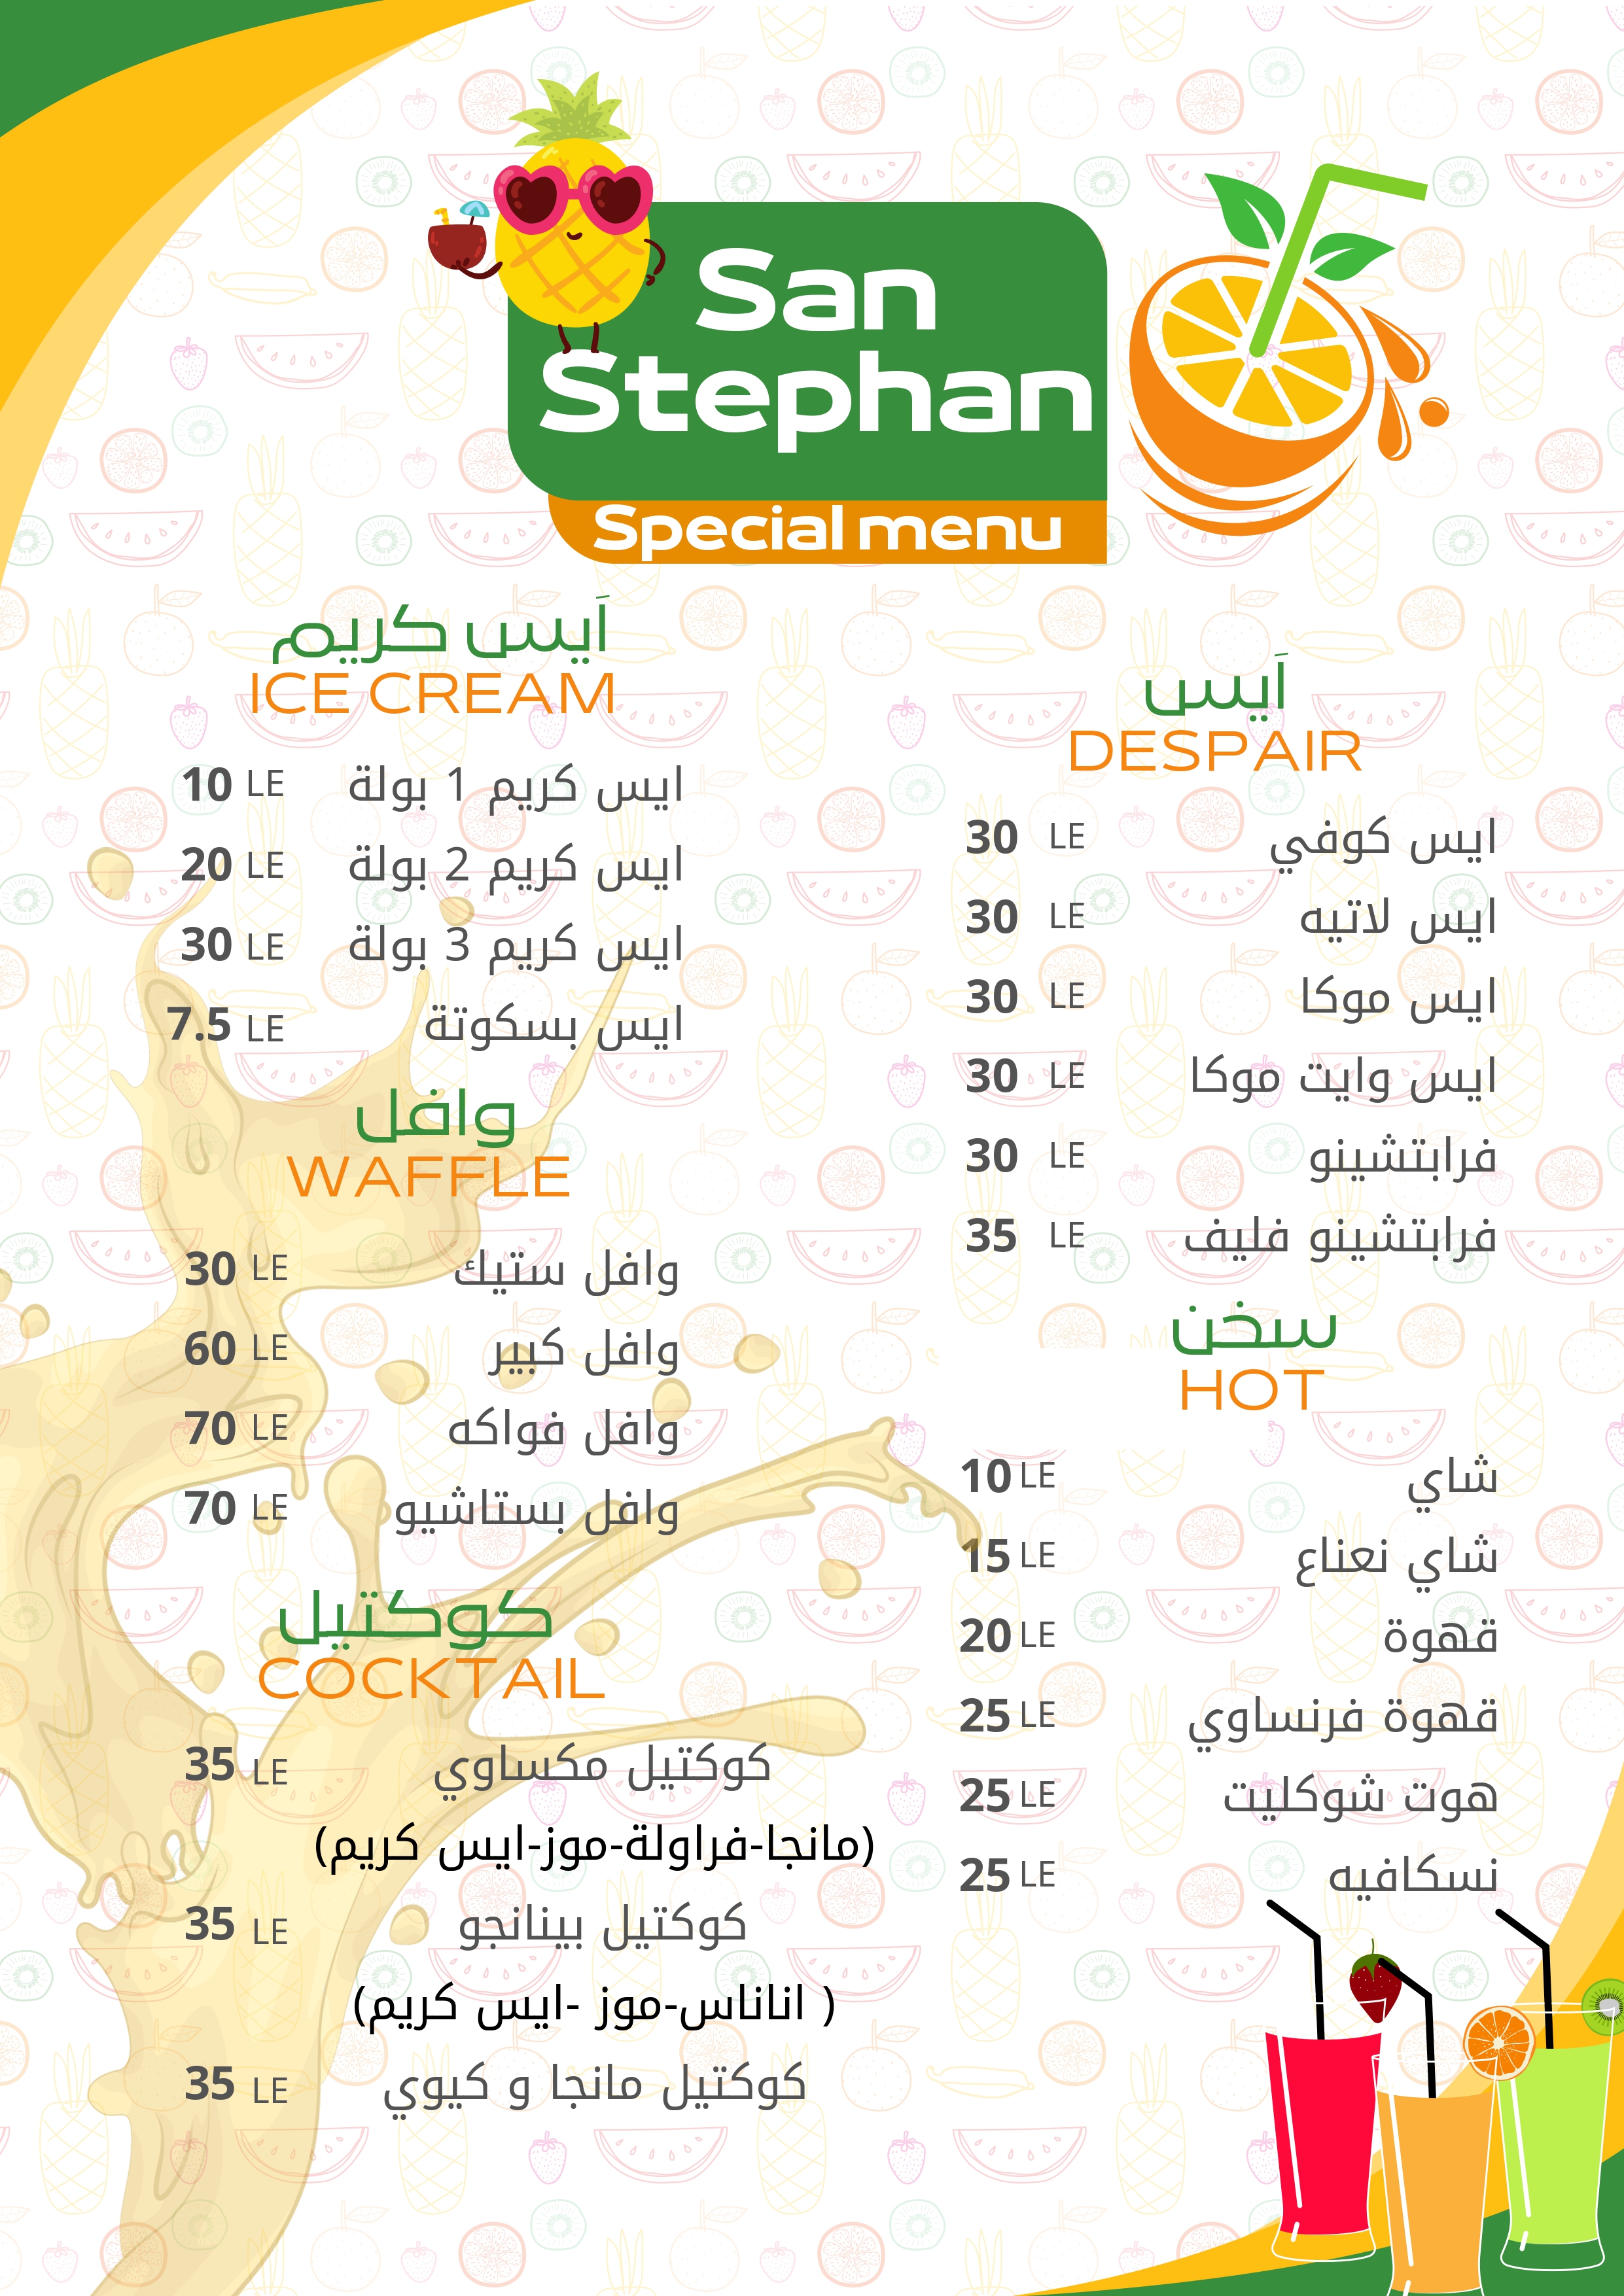 San
Stephan
Special menu
اَيس كريم
ICE CREAM
ايس كريم 1 بولة 10 LE
ايس كريم 2 بولة 20 LE
ايس كريم 3 بولة 30 LE
ايس بسكوتة 7.5 LE
وافل
WAFFLE
وافل ستيك 30 LE
وافل كبير 60 LE
وافل فواكه 70 LE
وافل بستاشيو 70 LE
كوكتيل
COCKTAIL
كوكتيل مكساوي 35 LE
(مانجا-فراولة-موز-ايس كريم)
كوكتيل بينانجو 35 LE
( اناناس-موز -ايس كريم)
كوكتيل مانجا و كيوي 35 LE
اَيس
DESPAIR
ايس كوفي 30 LE
ايس لاتيه 30 LE
ايس موكا 30 LE
ايس وايت موكا 30 LE
فرابتشينو 30 LE
فرابتشينو فليف 35 LE
سخن
HOT
شاي 10 LE
شاي نعناع 15 LE
قهوة 20 LE
قهوة فرنساوي 25 LE
هوت شوكليت 25 LE
نسكافيه 25 LE